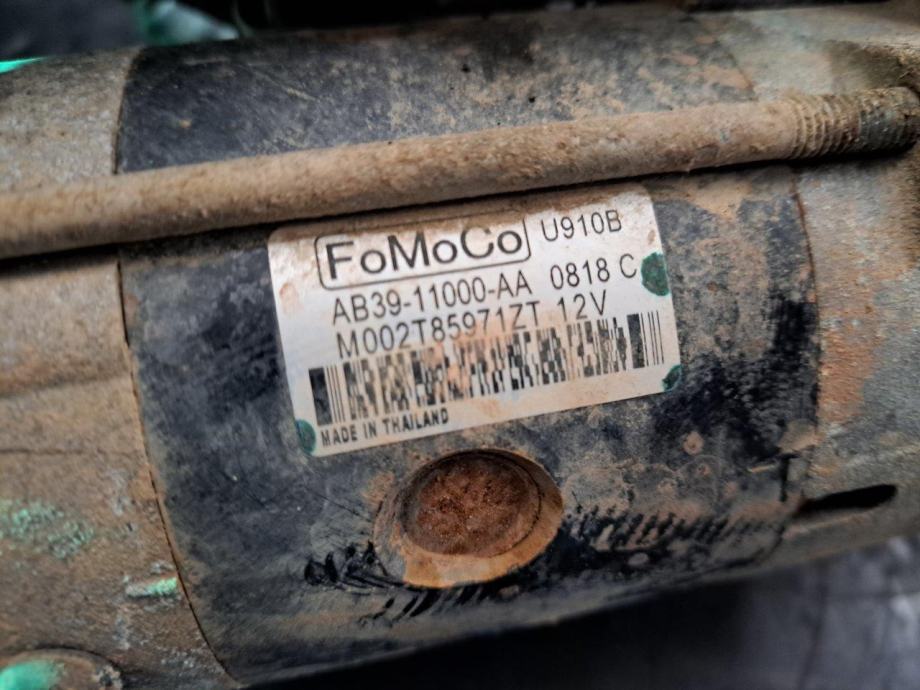 FoMoCo U910B
AB39-11000-AA 0818 C
M002T85971ZT 12V
MADE IN THAILAND